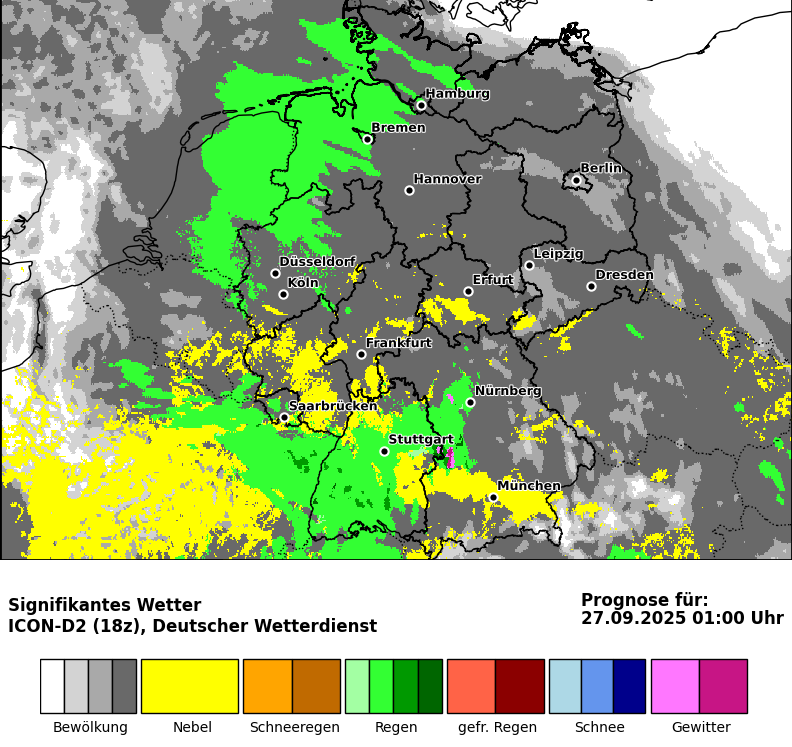 Hamburg
Bremen
Berlin
Hannover
Leipzig
Düsseldorf
Dresden
Köln
Erfurt
Frankfurt
Nürnberg
Saarbrücken
Stuttgart
München
Signifikantes Wetter
ICON-D2 (18z), Deutscher Wetterdienst
Prognose für:
27.09.2025 01:00 Uhr
Bewölkung
Nebel
Schneeregen
Regen
gefr. Regen
Schnee
Gewitter